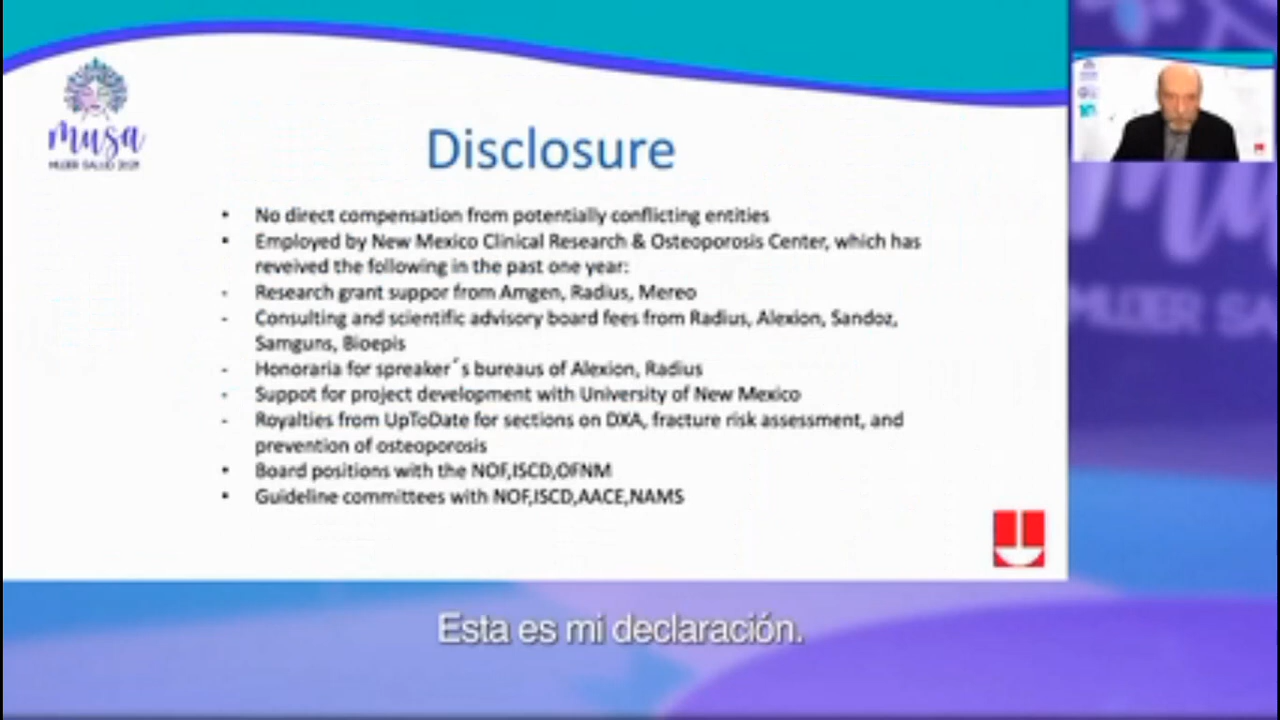 musa
MUJER SALUD 2021
Disclosure
• No direct compensation from potentially conflicting entities
• Employed by New Mexico Clinical Research & Osteoporosis Center, which has
reveived the following in the past one year:
- Research grant suppor from Amgen, Radius, Mereo
- Consulting and scientific advisory board fees from Radius, Alexion, Sandoz,
Samguns, Bioepis
- Honoraria for spreaker´s bureaus of Alexion, Radius
- Suppot for project development with University of New Mexico
- Royalties from UpToDate for sections on DXA, fracture risk assessment, and
prevention of osteoporosis
• Board positions with the NOF,ISCD,OFNM
• Guideline committees with NOF,ISCD,AACE,NAMS
MUJER SA
Esta es mi declaración.